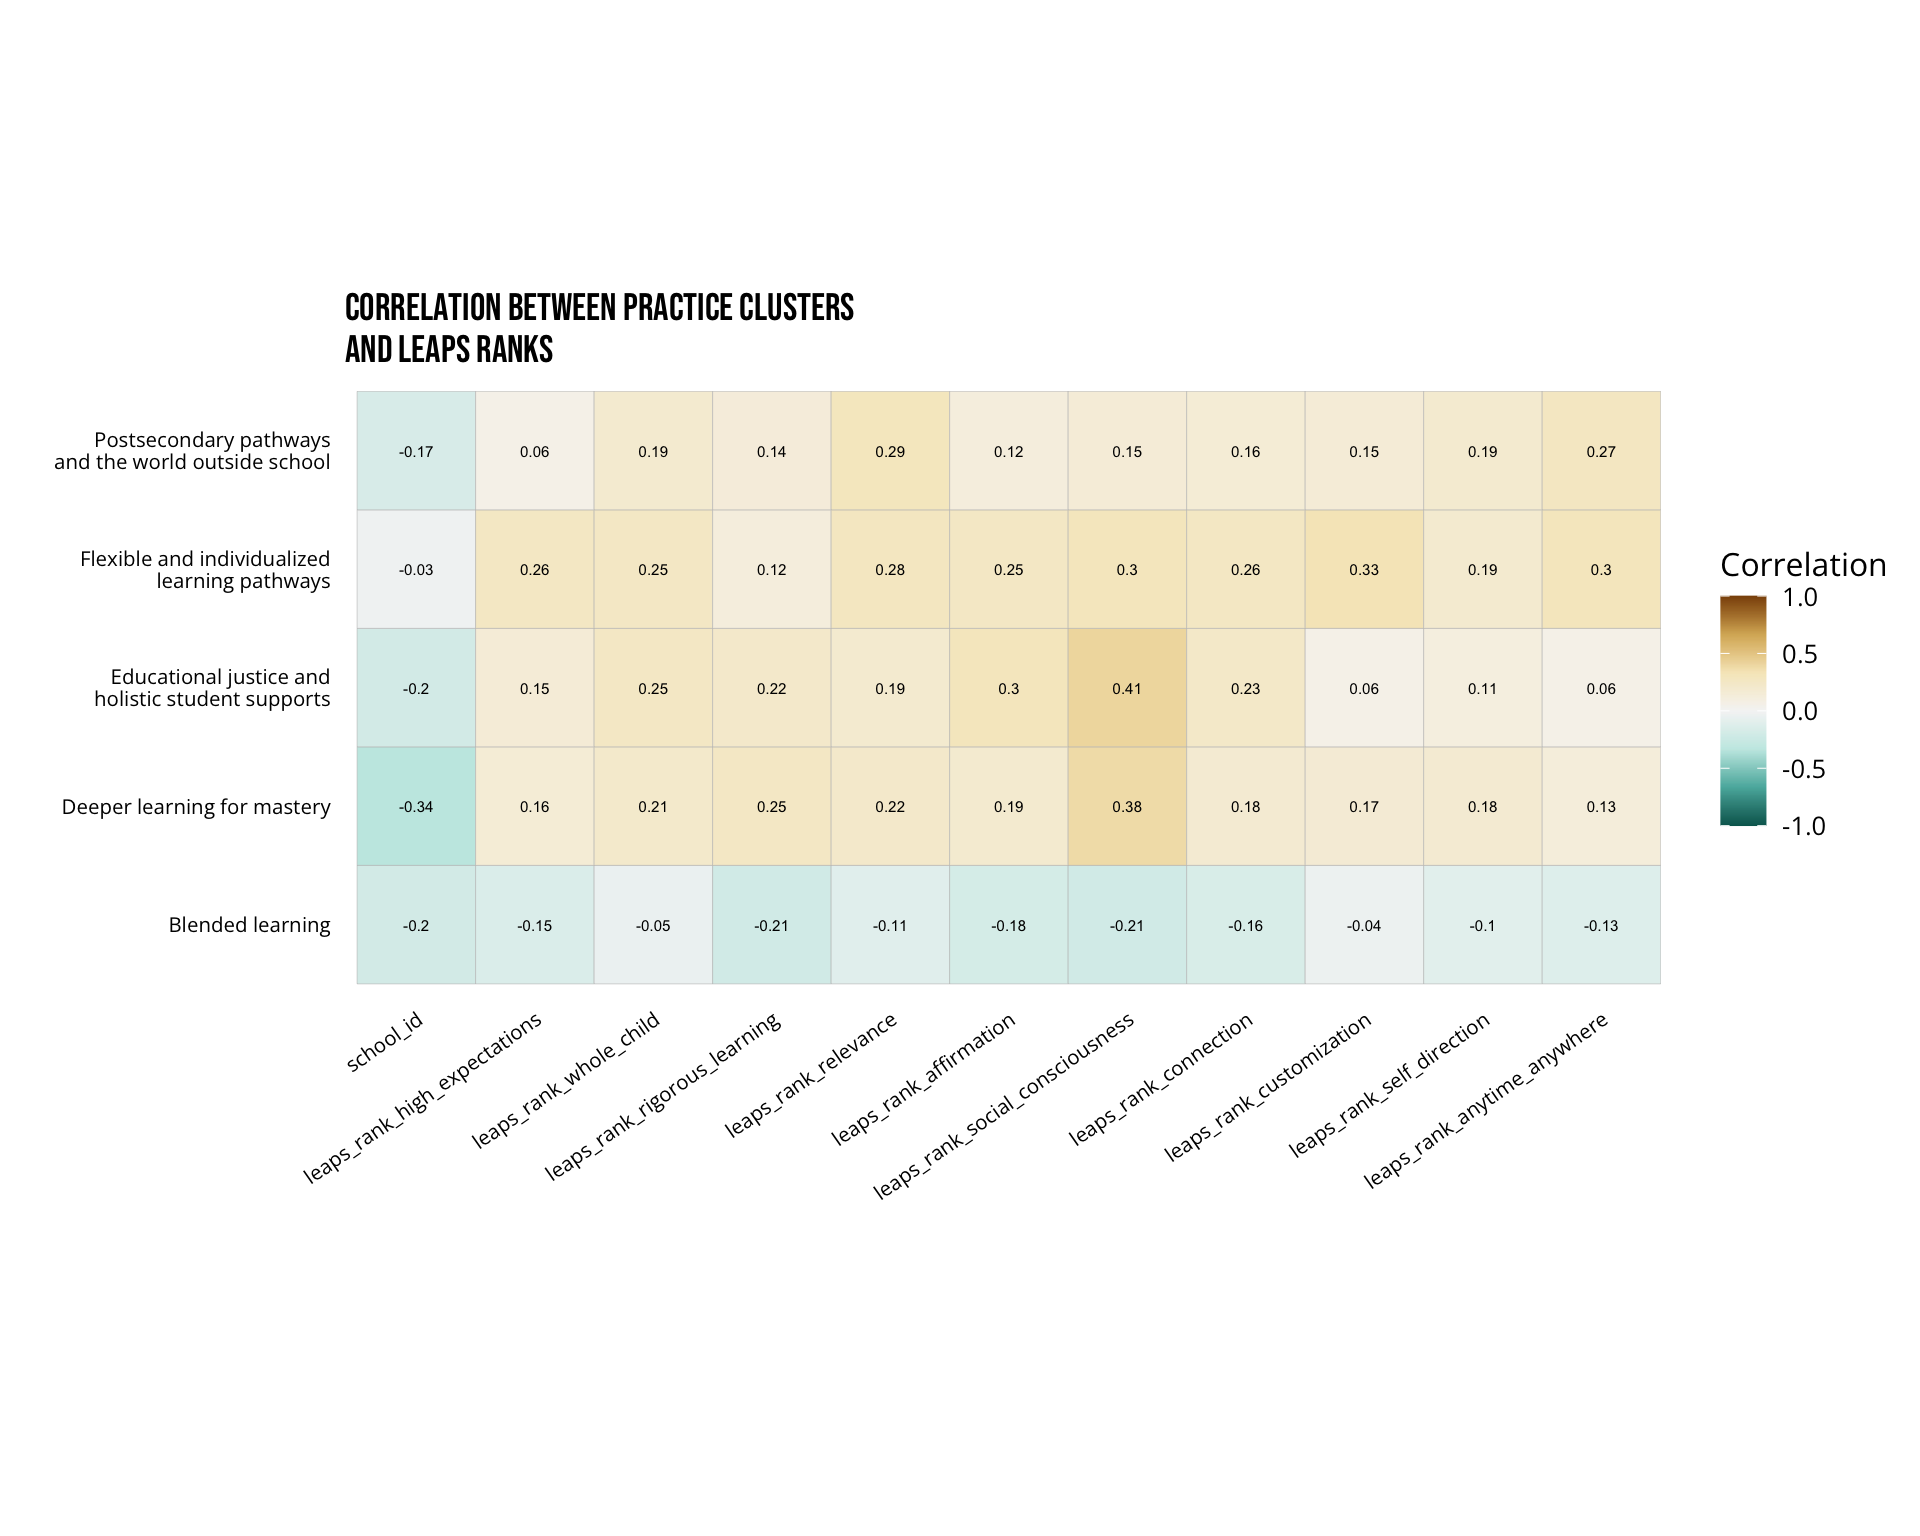 CORRELATION BETWEEN PRACTICE CLUSTERS
AND LEAPS RANKS
Postsecondary pathways
and the world outside school
-0.17 0.06 0.19 0.14 0.29 0.12 0.15 0.16 0.15 0.19 0.27
Flexible and individualized
learning pathways
-0.03 0.26 0.25 0.12 0.28 0.25 0.3 0.26 0.33 0.19 0.3
Educational justice and
holistic student supports
-0.2 0.15 0.25 0.22 0.19 0.3 0.41 0.23 0.06 0.11 0.06
Deeper learning for mastery
-0.34 0.16 0.21 0.25 0.22 0.19 0.38 0.18 0.17 0.18 0.13
Blended learning
-0.2 -0.15 -0.05 -0.21 -0.11 -0.18 -0.21 -0.16 -0.04 -0.1 -0.13
school_id
leaps_rank_high_expectations
leaps_rank_whole_child
leaps_rank_rigorous_learning
leaps_rank_relevance
leaps_rank_affirmation
leaps_rank_social_consciousness
leaps_rank_connection
leaps_rank_customization
leaps_rank_self_direction
leaps_rank_anytime_anywhere
Correlation
1.0
0.5
0.0
-0.5
-1.0